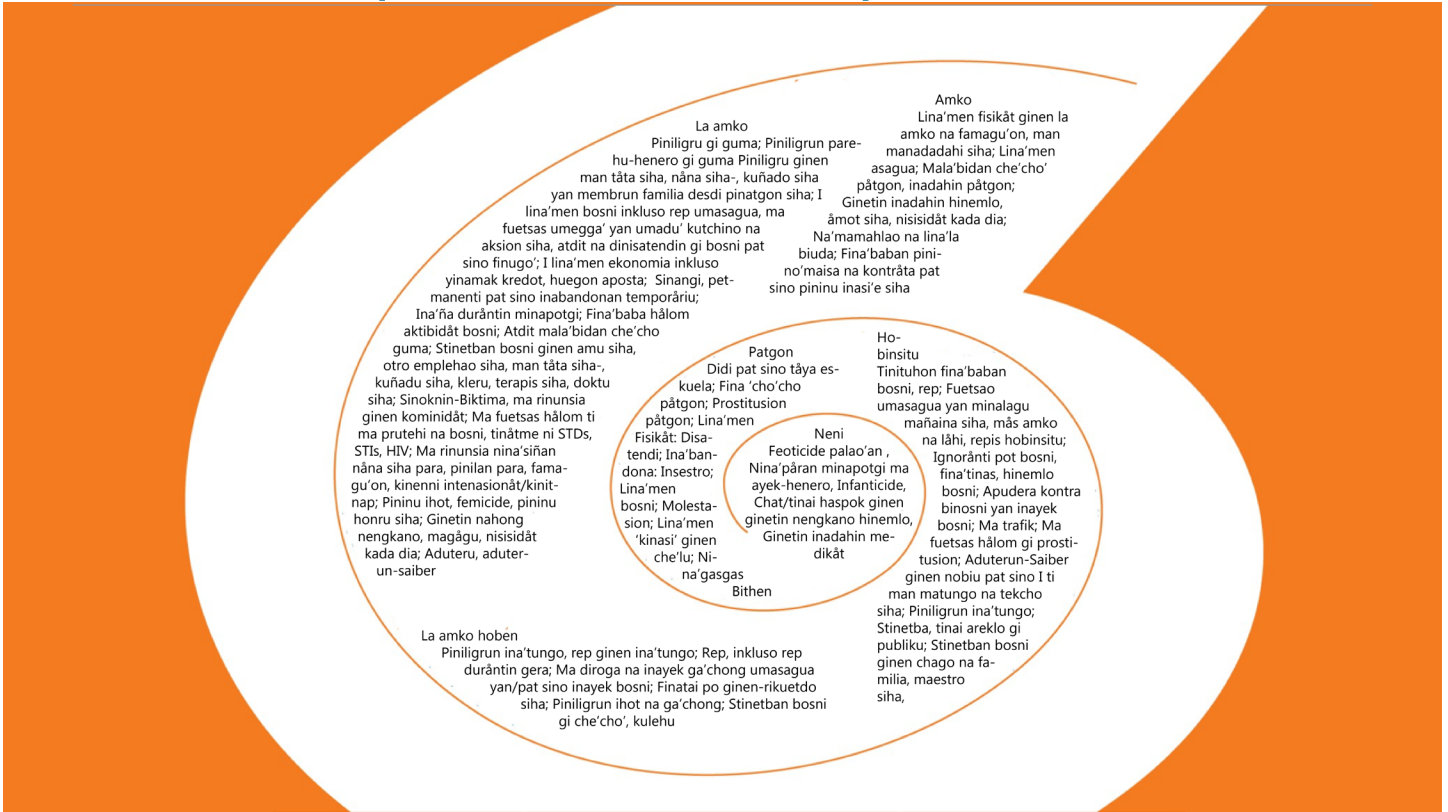 Amko
Lina'men fisikåt ginen la
amko na famagu'on, man
manadadahi siha; Lina'men
asagua; Mala'bidan che'cho'
påtgon, inadahin påtgon;
Ginetin inadahin hinemlo,
åmot siha, nisisidåt kada dia;
Na'mamahlao na lina'la
biuda; Fina'baban pini-
no'maisa na kontråta pat
sino pininu inasi'e siha
La amko
Piniligru gi guma; Piniligrun pare-
hu-henero gi guma Piniligru ginen
man tåta siha, nåna siha-, kuñado siha
yan membrun familia desdi pinatgon siha; I
lina'men bosni inkluso rep umasagua, ma
fuetsas umegga' yan umadu' kutchino na
aksion siha, atdit na dinisatendin gi bosni pat
sino finugo'; I lina'men ekonomia inkluso
yinamak kredot, huegon aposta;  Sinangi, pet-
manenti pat sino inabandonan temporåriu;
Ina'ña duråntin minapotgi; Fina'baba hålom
aktibidåt bosni; Atdit mala'bidan che'cho
guma; Stinetban bosni ginen amu siha,
otro emplehao siha, man tåta siha-,
kuñadu siha, kleru, terapis siha, doktu
siha; Sinoknin-Biktima, ma rinunsia
ginen kominidåt; Ma fuetsas hålom ti
ma prutehi na bosni, tinåtme ni STDs,
STIs, HIV; Ma rinunsia nina'siñan
nåna siha para, pinilan para, fama-
gu'on, kinenni intenasionåt/kinit-
nap; Pininu ihot, femicide, pininu
honru siha; Ginetin nahong
nengkano, magågu, nisisidåt
kada dia; Aduteru, aduter-
un-saiber
La amko hoben
Piniligrun ina'tungo, rep ginen ina'tungo; Rep, inkluso rep
duråntin gera; Ma diroga na inayek ga'chong umasagua
yan/pat sino inayek bosni; Finatai po ginen-rikuetdo
siha; Piniligrun ihot na ga'chong; Stinetban bosni
gi che'cho', kulehu
Ho-
binsitu
Tinituhon fina'baban
bosni, rep; Fuetsao
umasagua yan minalagu
mañaina siha, mås amko
na låhi, repis hobinsitu;
Ignorånti pot bosni,
fina'tinas, hinemlo
bosni; Apudera kontra
binosni yan inayek
bosni; Ma trafik; Ma
fuetsas hålom gi prosti-
tusion; Aduterun-Saiber
ginen nobiu pat sino I ti
man matungo na tekcho
siha; Piniligrun ina'tungo;
Stinetba, tinai areklo gi
publiku; Stinetban bosni
ginen chago na fa-
milia, maestro
siha,
Patgon
Didi pat sino tåya es-
kuela; Fina 'cho'cho
påtgon; Prostitusion
påtgon; Lina'men
Fisikåt: Disa-
tendi; Ina'ban-
dona: Insestro;
Lina'men
bosni; Molesta-
sion; Lina'men
'kinasi' ginen
che'lu; Ni-
na'gasgas
Bithen
Neni
Feoticide palao'an ,
Nina'påran minapotgi ma
ayek-henero, Infanticide,
Chat/tinai haspok ginen
ginetin nengkano hinemlo,
Ginetin inadahin me-
dikåt